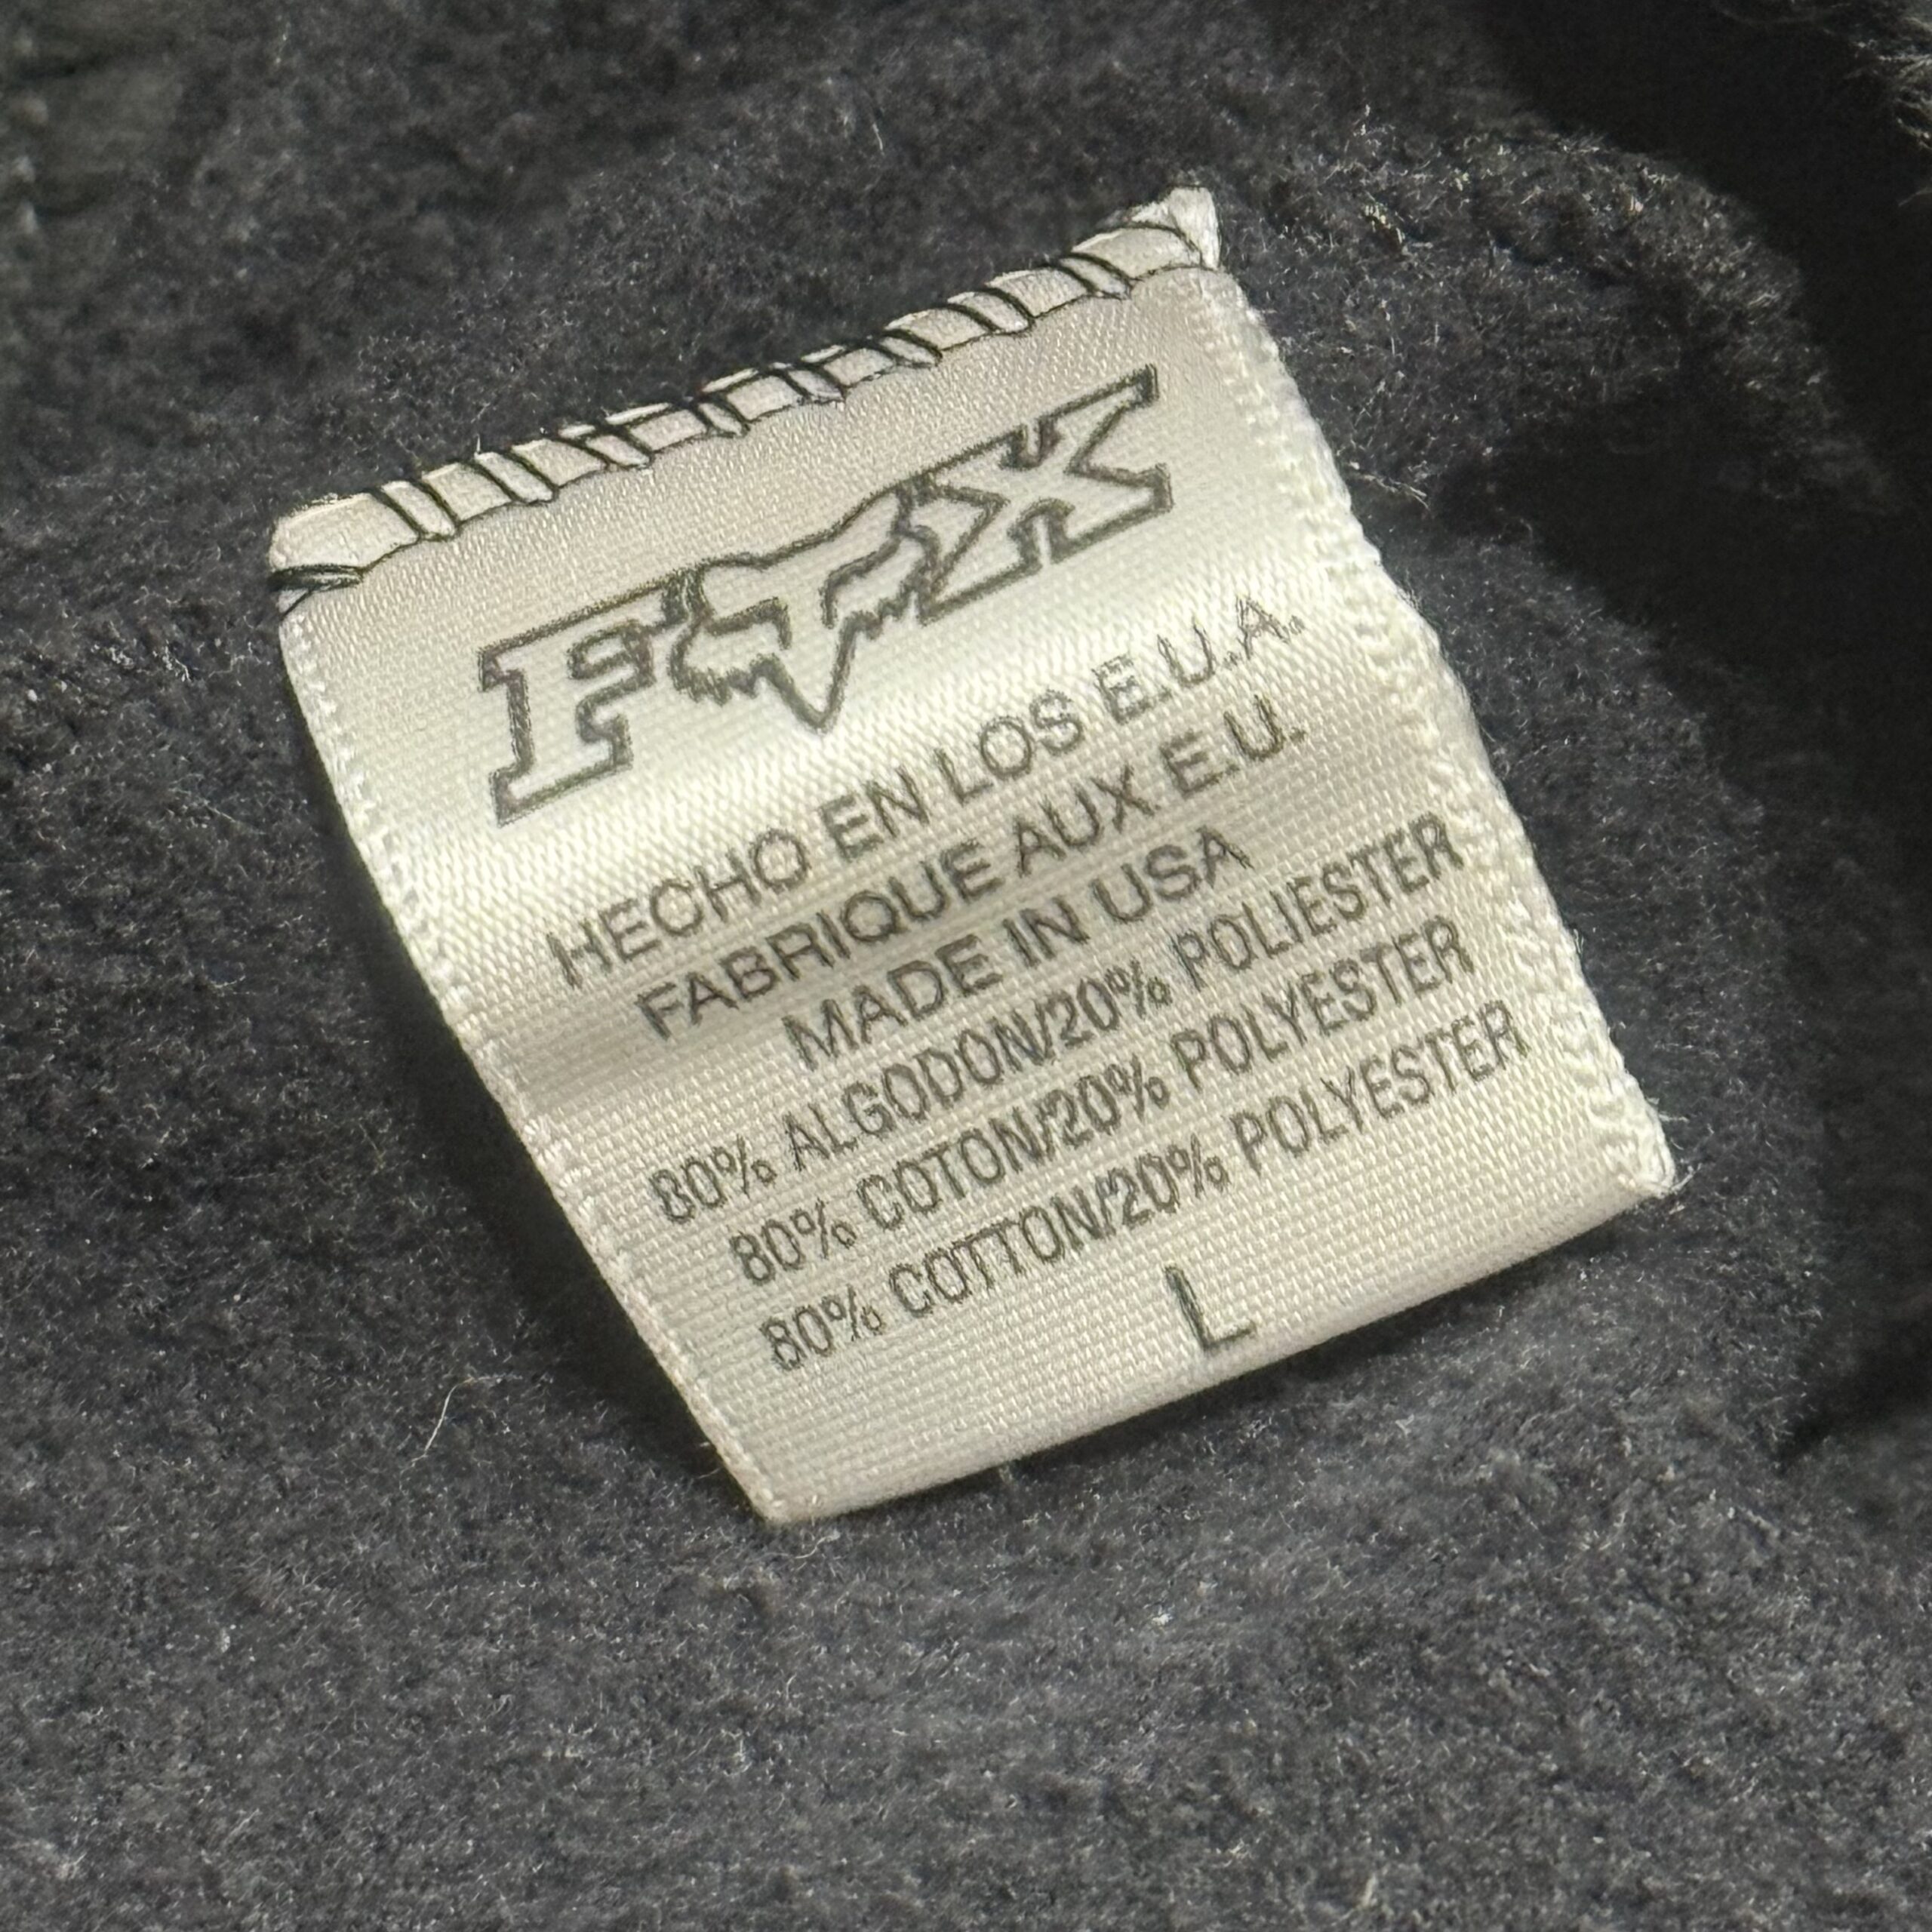 FOX
HECHO EN LOS E.U.A.
FABRIQUE AUX E.U.
MADE IN USA
80% ALGODON/20% POLIESTER
80% COTON/20% POLYESTER
80% COTTON/20% POLYESTER
L